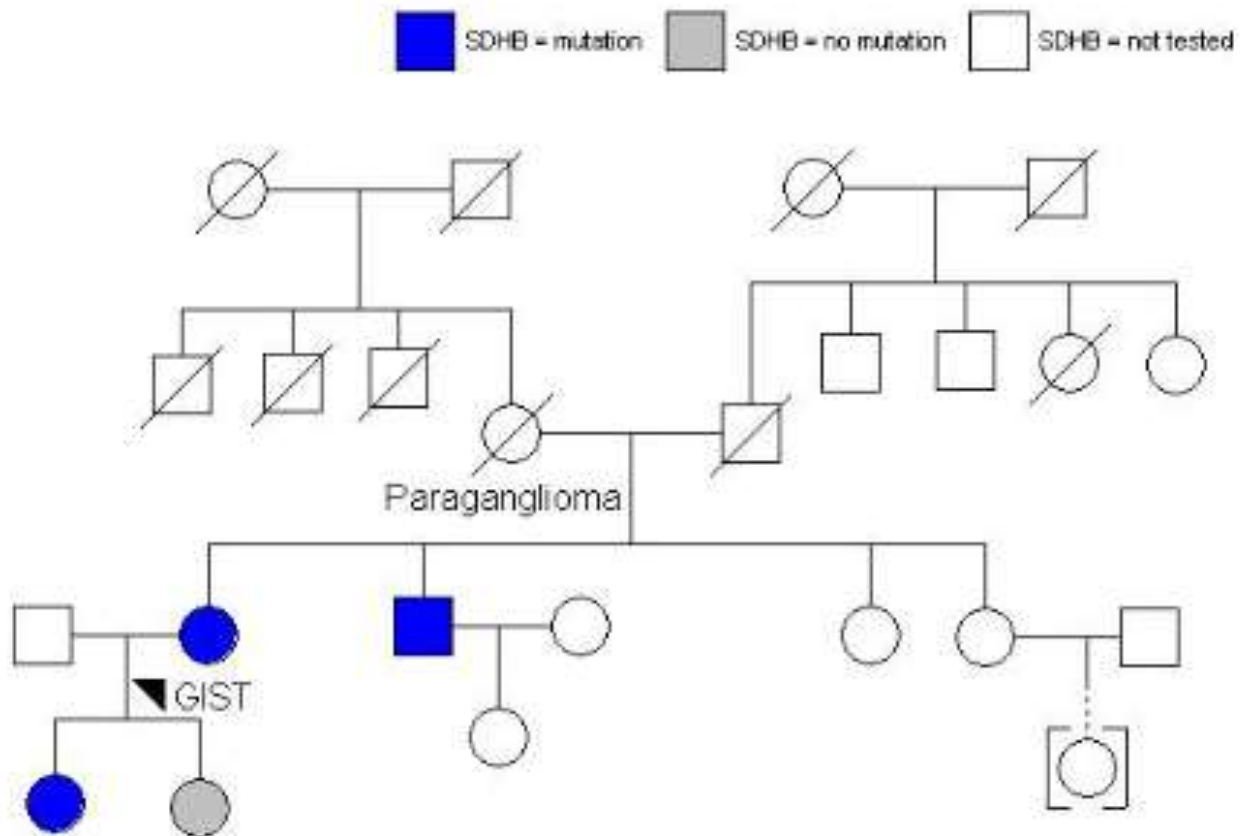 SDHB = mutation SDHB = no mutation SDHB = not tested
Paraganglioma
GIST